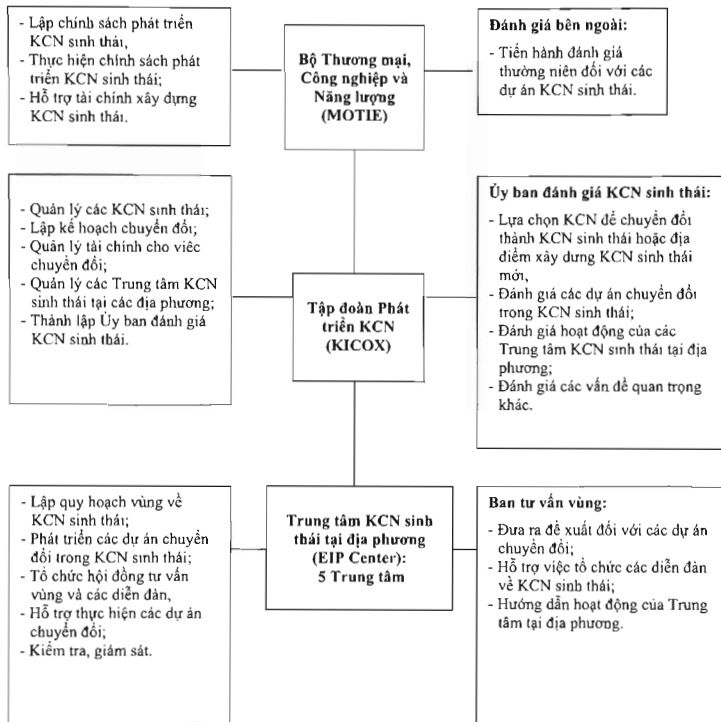 - Lập chính sách phát triển
KCN sinh thái,
- Thực hiện chính sách phát
triển KCN sinh thái;
- Hỗ trợ tài chính xây dựng
KCN sinh thái.
Bộ Thương mại,
Công nghiệp và
Năng lượng
(MOTIE)
Đánh giá bên ngoài:
- Tiến hành đánh giá
thường niên đối với các
dự án KCN sinh thái.
- Quản lý các KCN sinh thái;
- Lập kế hoạch chuyển đổi;
- Quản lý tài chính cho viêc
chuyển đổi;
- Quản lý các Trung tâm KCN
sinh thái tại các địa phương;
- Thành lập Ủy ban đánh giá
KCN sinh thái.
Tập đoàn Phát
triển KCN
(KICOX)
Ủy ban đánh giá KCN sinh thái:
- Lựa chọn KCN để chuyển đổi
thành KCN sinh thái hoặc địa
điểm xây dưng KCN sinh thái
mới,
- Đánh giá các dự án chuyển đổi
trong KCN sinh thái;
- Đánh giá hoạt động của các
Trung tâm KCN sinh thái tại địa
phương;
- Đánh giá các vấn đề quan trọng
khác.
- Lập quy hoạch vùng về
KCN sinh thái;
- Phát triển các dự án chuyển
đổi trong KCN sinh thái;
- Tổ chức hội đồng tư vấn
vùng và các diễn đàn,
- Hỗ trợ thực hiện các dự án
chuyển đổi;
- Kiểm tra, giám sát.
Trung tâm KCN sinh
thái tại địa phương
(EIP Center):
5 Trung tâm
Ban tư vấn vùng:
- Đưa ra đề xuất đối với các dự án
chuyển đổi;
- Hỗ trợ việc tổ chức các diễn đàn
về KCN sinh thái;
- Hướng dẫn hoạt động của Trung
tâm tại địa phương.